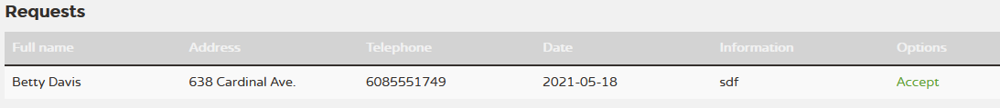 Requests
Full name Address Telephone Date Information Options
Betty Davis 638 Cardinal Ave. 6085551749 2021-05-18 sdf Accept